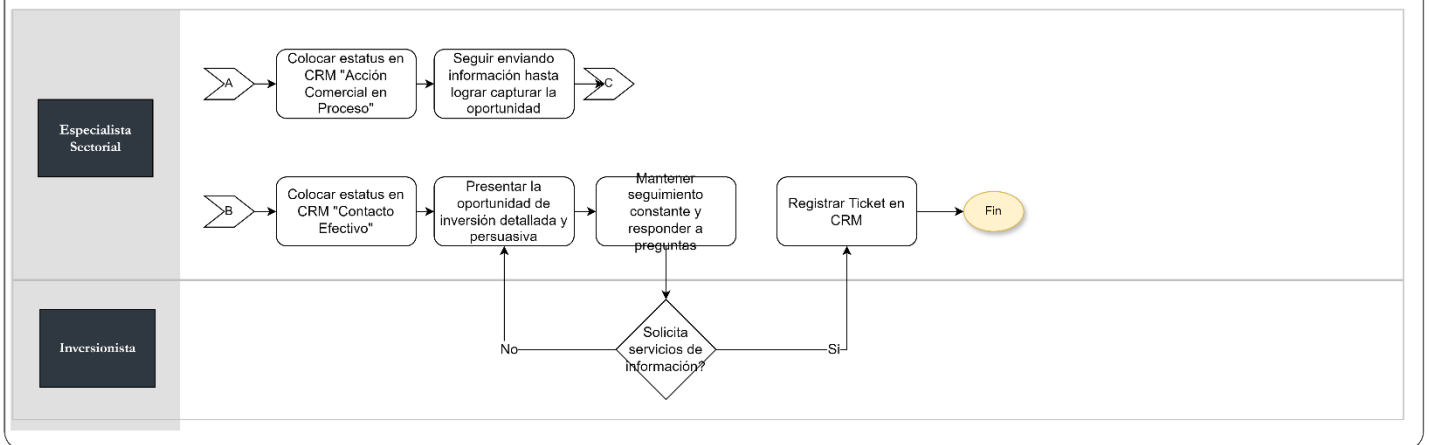 Especialista
Sectorial
A
Colocar estatus en
CRM "Acción
Comercial en
Proceso"
Seguir enviando
información hasta
lograr capturar la
oportunidad
C
B
Colocar estatus en
CRM "Contacto
Efectivo"
Presentar la
oportunidad de
inversión detallada y
persuasiva
Mantener
seguimiento
constante y
responder a
preguntas
Registrar Ticket en
CRM
Fin
Inversionista
No
Solicita
servicios de
información?
Si